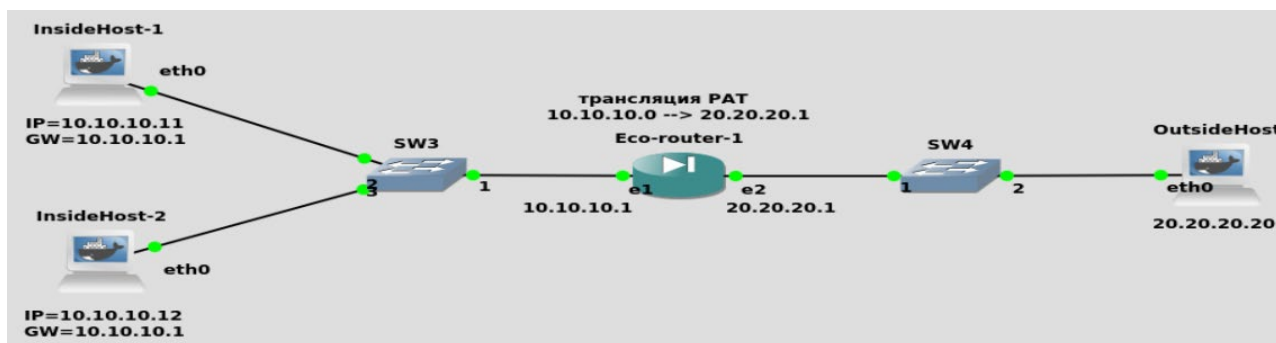 InsideHost-1
eth0
IP=10.10.10.11
GW=10.10.10.1
трансляция PAT
10.10.10.0 --> 20.20.20.1
Eco-router-1
SW3
2
3
1
e1
10.10.10.1
e2
20.20.20.1
SW4
1
2
OutsideHost
eth0
20.20.20.20
InsideHost-2
eth0
IP=10.10.10.12
GW=10.10.10.1